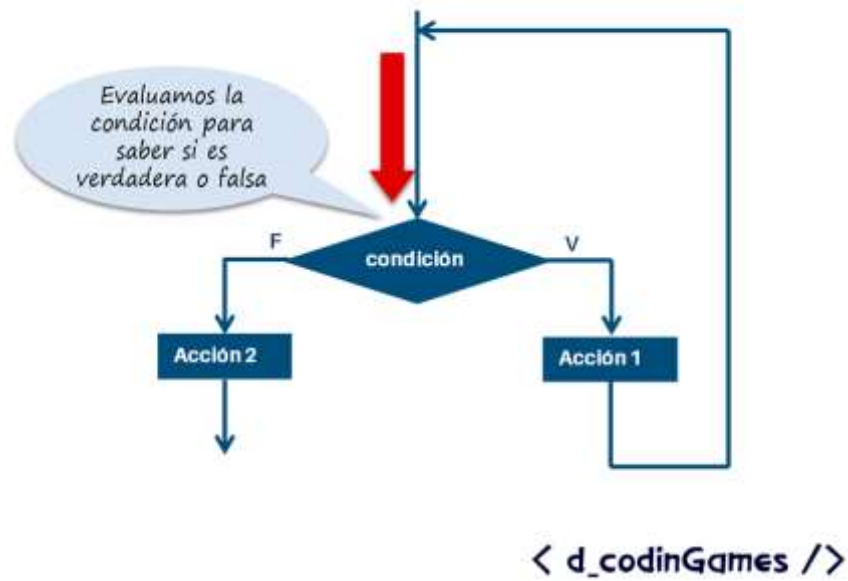 Evaluamos la
condición para
saber si es
verdadera o falsa
F
condición
V
Acción 2
Acción 1
< d_codinGames />